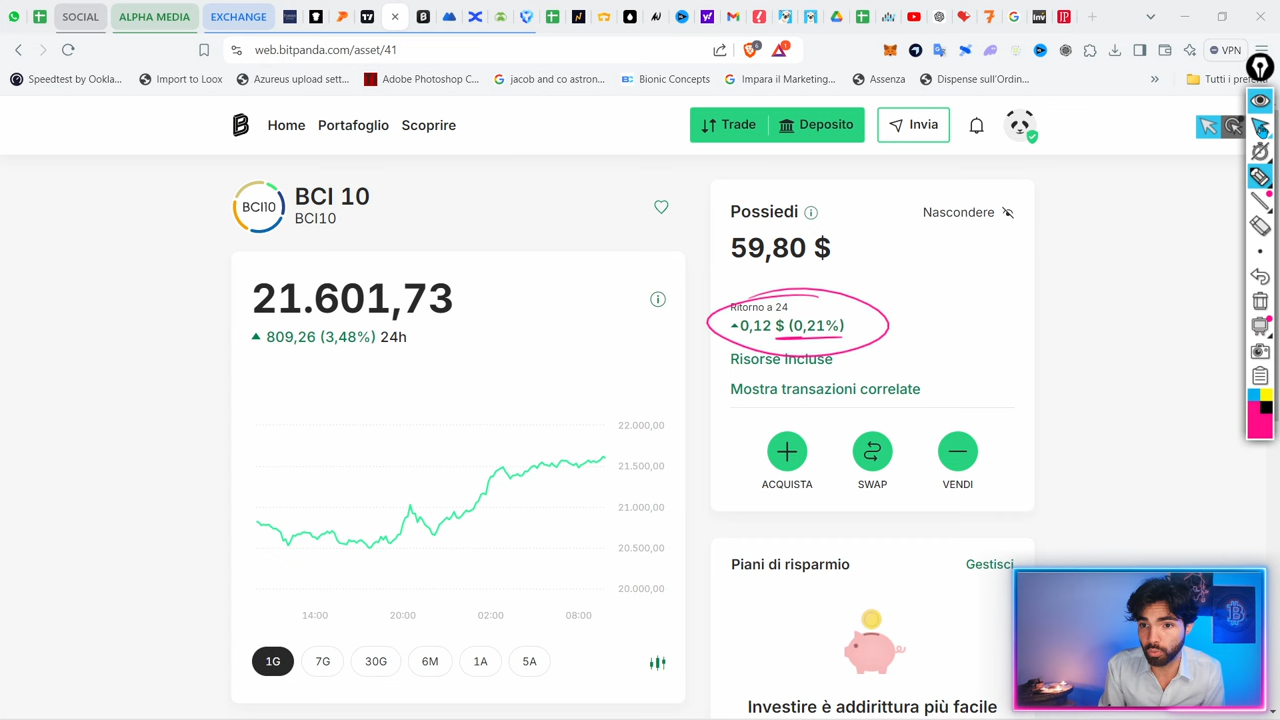 SOCIAL ALPHA MEDIA EXCHANGE
web.bitpanda.com/asset/41
VPN
Speedtest by Ookla... Import to Loox Azureus upload sett... Adobe Photoshop C... jacob and co astron... Bionic Concepts Impara il Marketing... Assenza Dispense sull'Ordin... » Tutti i prefe
Home Portafoglio Scoprire Trade Deposito Invia
BCI10
BCI 10
BCI10
21.601,73
809,26 (3,48%) 24h
22.000,00
21.500,00
21.000,00
20.500,00
20.000,00
14:00 20:00 02:00 08:00
1G 7G 30G 6M 1A 5A
Possiedi Nascondere
59,80 $
Ritorno a 24
0,12 $ (0,21%)
Risorse incluse
Mostra transazioni correlate
ACQUISTA SWAP VENDI
Piani di risparmio Gestisci
Investire è addirittura più facile